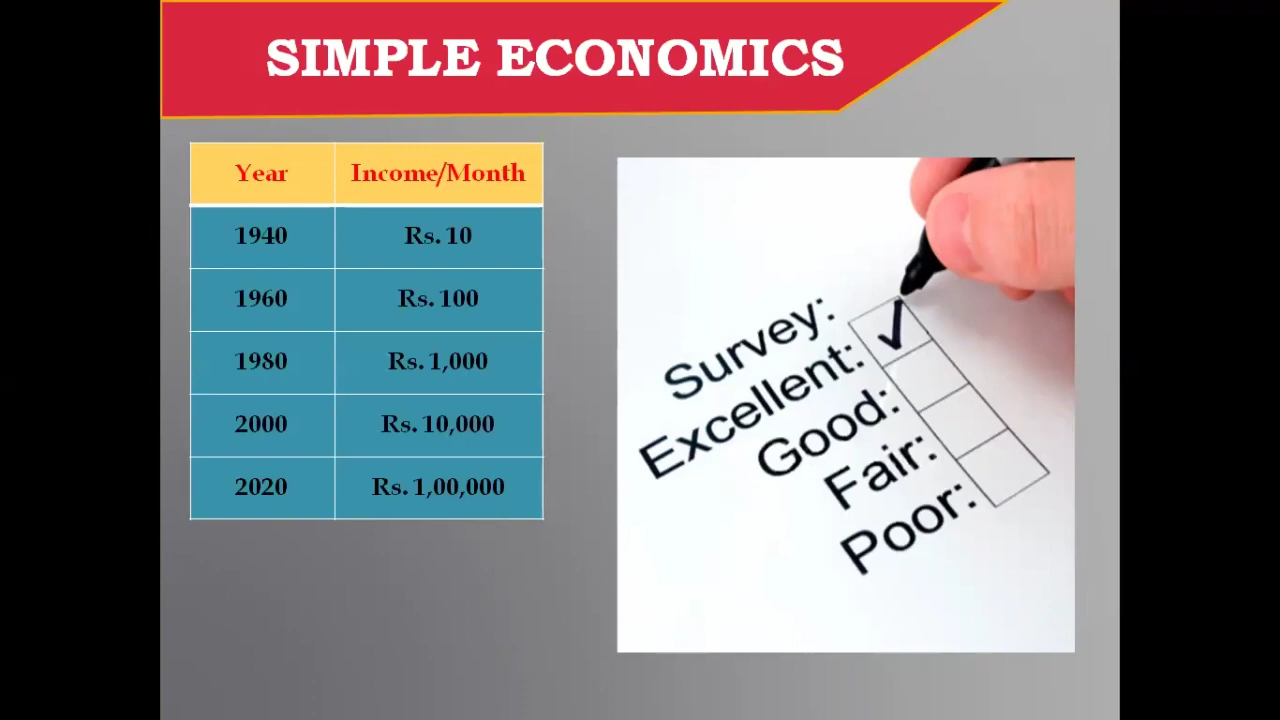 SIMPLE ECONOMICS
Year Income/Month
1940 Rs. 10
1960 Rs. 100
1980 Rs. 1,000
2000 Rs. 10,000
2020 Rs. 1,00,000
Survey:
Excellent:
Good:
Fair:
Poor: